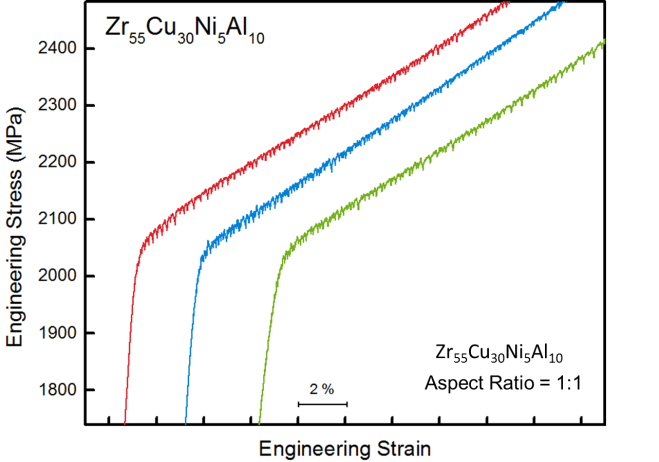 Zr₅₅Cu₃₀Ni₅Al₁₀
Engineering Stress (MPa)
2400
2300
2200
2100
2000
1900
1800
2 %
Zr₅₅Cu₃₀Ni₅Al₁₀
Aspect Ratio = 1:1
Engineering Strain